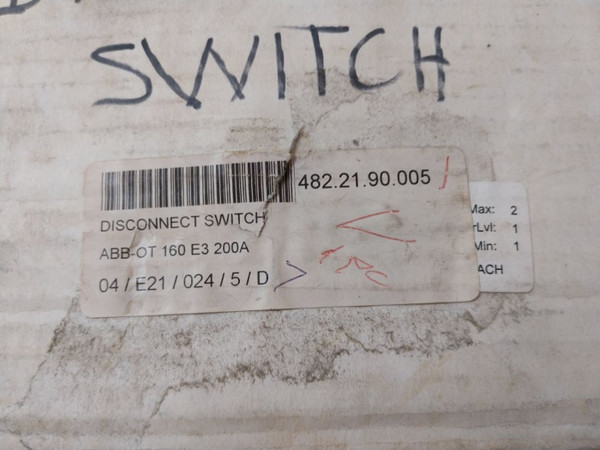 SWITCH
482.21.90.005
DISCONNECT SWITCH
ABB-OT 160 E3 200A
04 / E21 / 024 / 5 / D
Max: 2
rLvl: 1
Min: 1
ACH